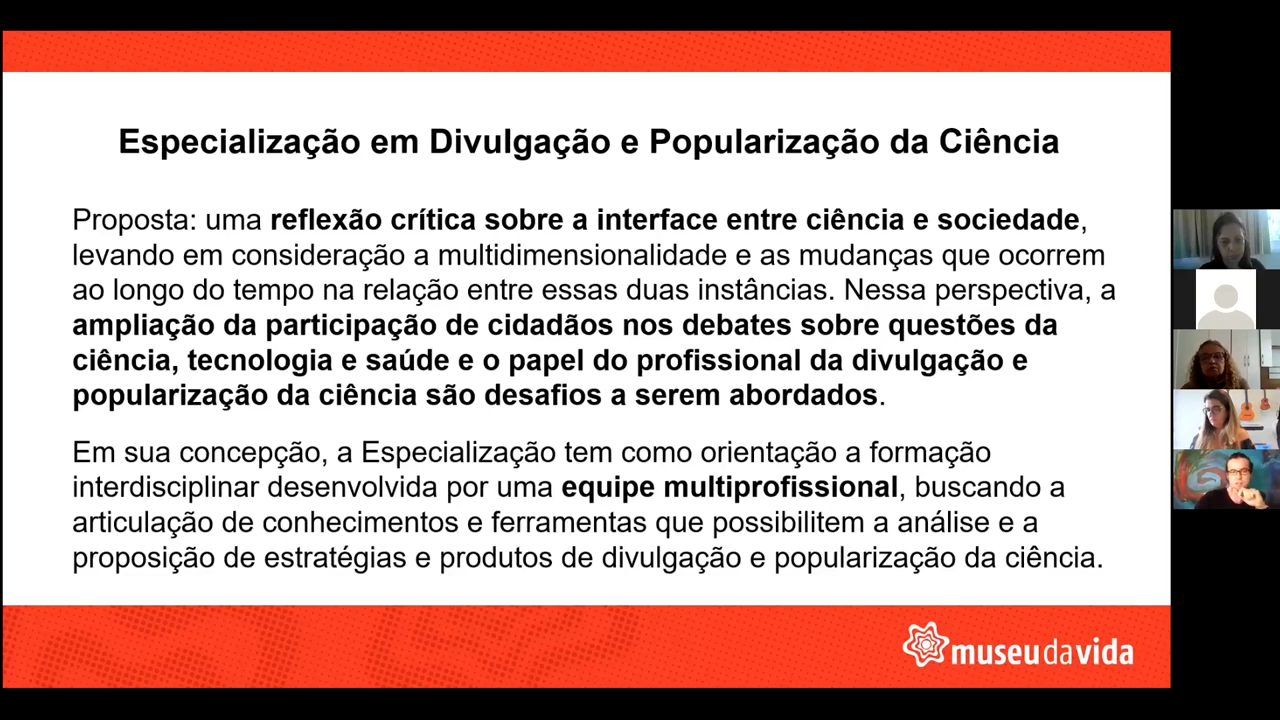 Especialização em Divulgação e Popularização da Ciência
Proposta: uma reflexão crítica sobre a interface entre ciência e sociedade,
levando em consideração a multidimensionalidade e as mudanças que ocorrem
ao longo do tempo na relação entre essas duas instâncias. Nessa perspectiva, a
ampliação da participação de cidadãos nos debates sobre questões da
ciência, tecnologia e saúde e o papel do profissional da divulgação e
popularização da ciência são desafios a serem abordados.
Em sua concepção, a Especialização tem como orientação a formação
interdisciplinar desenvolvida por uma equipe multiprofissional, buscando a
articulação de conhecimentos e ferramentas que possibilitem a análise e a
proposição de estratégias e produtos de divulgação e popularização da ciência.
museudavida